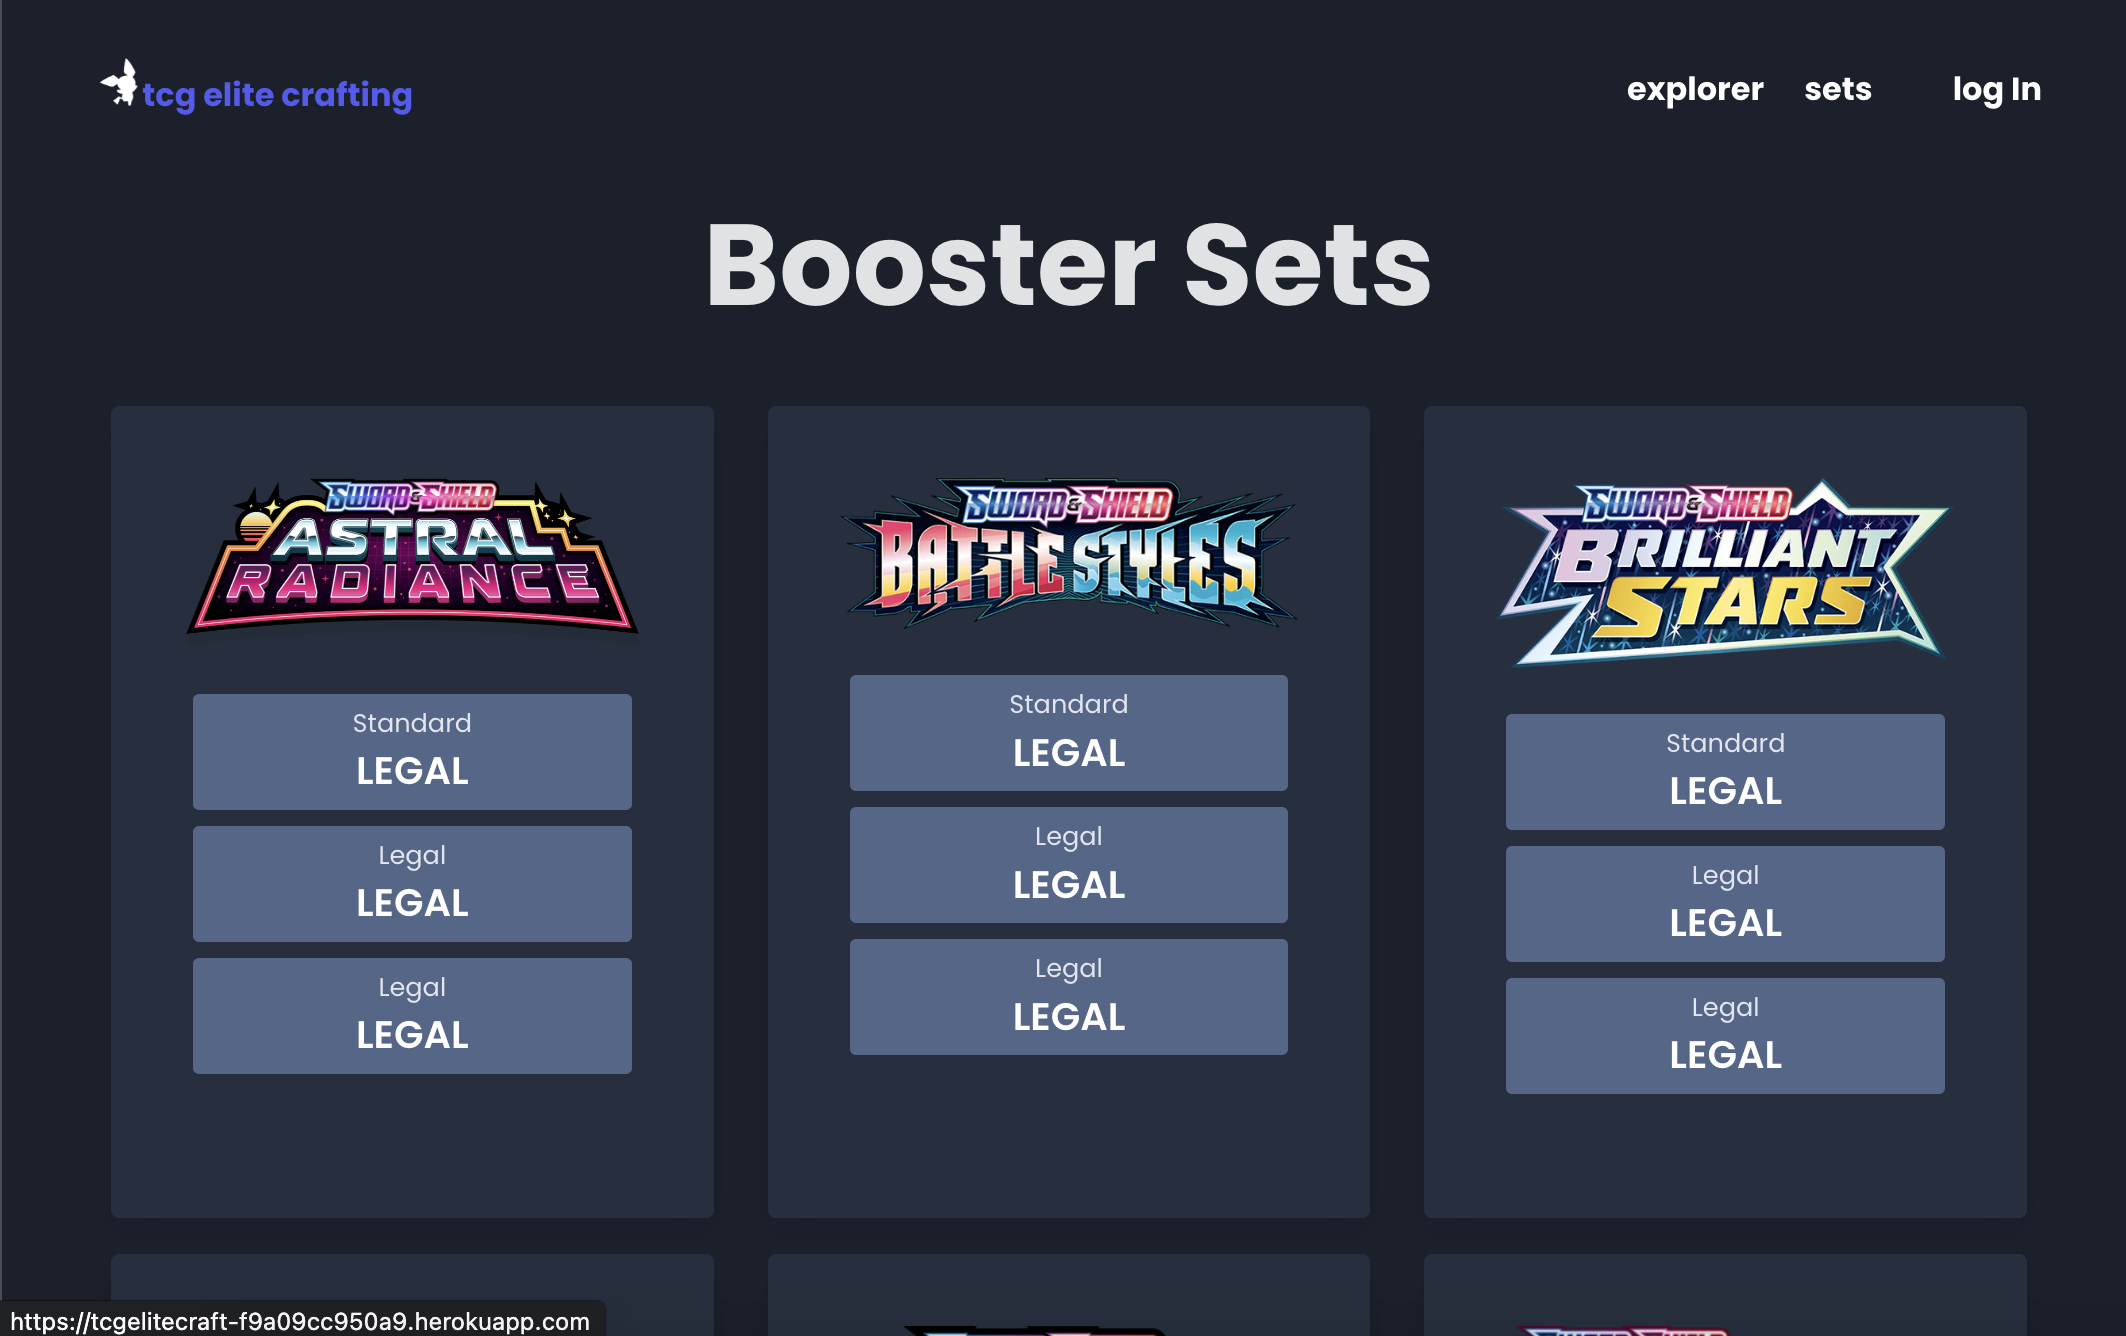 tcg elite crafting
explorer sets log In
Booster Sets
SWORD & SHIELD
ASTRAL
RADIANCE
Standard
LEGAL
Legal
LEGAL
Legal
LEGAL
SWORD & SHIELD
BATTLE STYLES
Standard
LEGAL
Legal
LEGAL
Legal
LEGAL
SWORD & SHIELD
BRILLIANT
STARS
Standard
LEGAL
Legal
LEGAL
Legal
LEGAL
https://tcgelitecraft-f9a09cc950a9.herokuapp.com